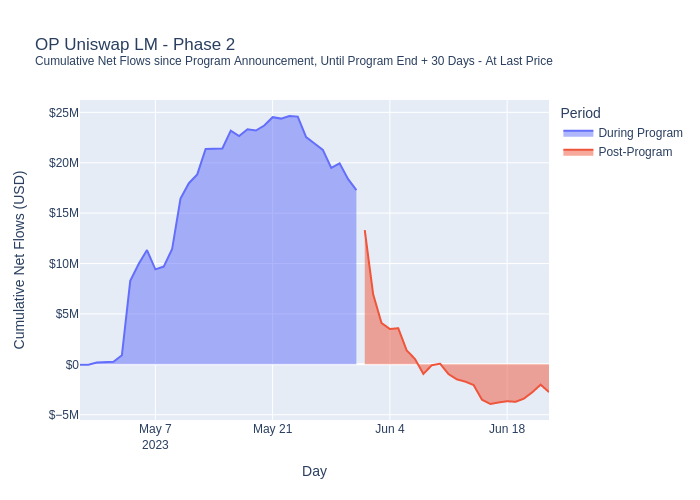 OP Uniswap LM - Phase 2
Cumulative Net Flows since Program Announcement, Until Program End + 30 Days - At Last Price
Period
During Program
Post-Program
Cumulative Net Flows (USD)
$25M
$20M
$15M
$10M
$5M
$0
$−5M
May 7
2023
May 21
Jun 4
Jun 18
Day